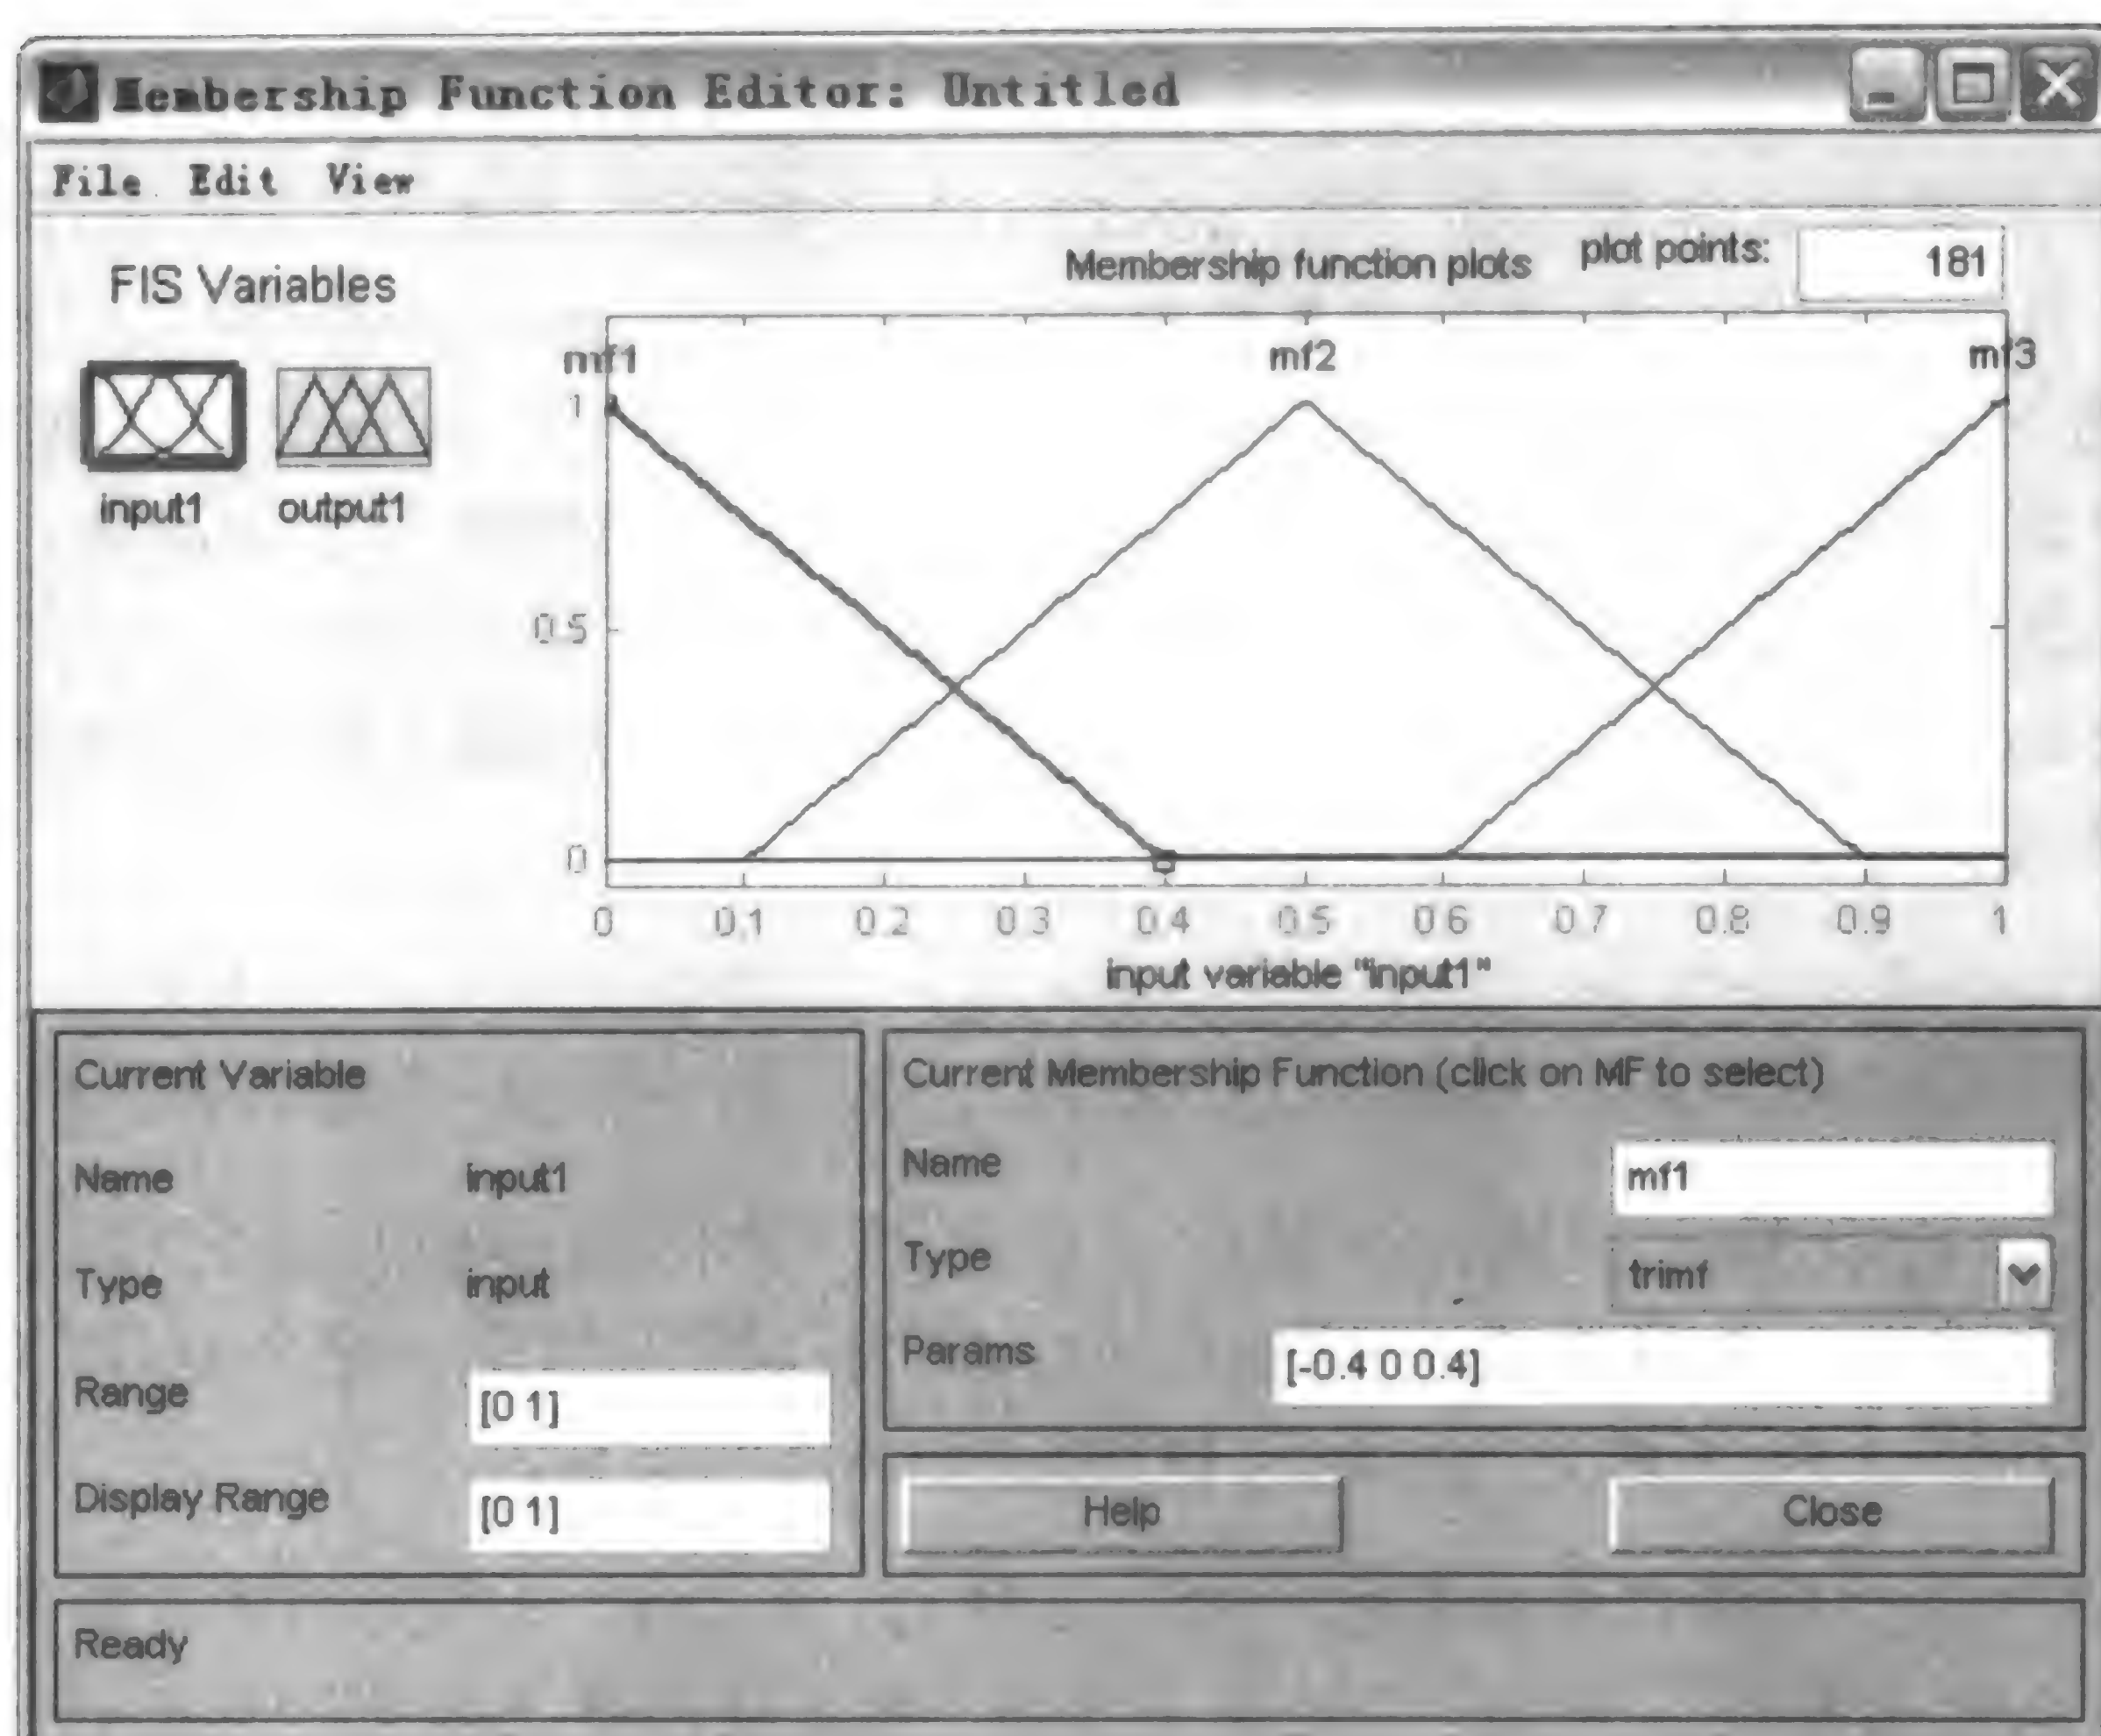 Membership Function Editor: Untitled
File Edit View
FIS Variables
Membership function plots plot points: 181
mf1 mf2 mf3
1
input1 output1
0.5
0
0 0.1 0.2 0.3 0.4 0.5 0.6 0.7 0.8 0.9 1
input variable "input1"
Current Variable
Name input1
Type input
Range [0 1]
Display Range [0 1]
Current Membership Function (click on MF to select)
Name mf1
Type trimf
Params [-0.4 0 0.4]
Help Close
Ready